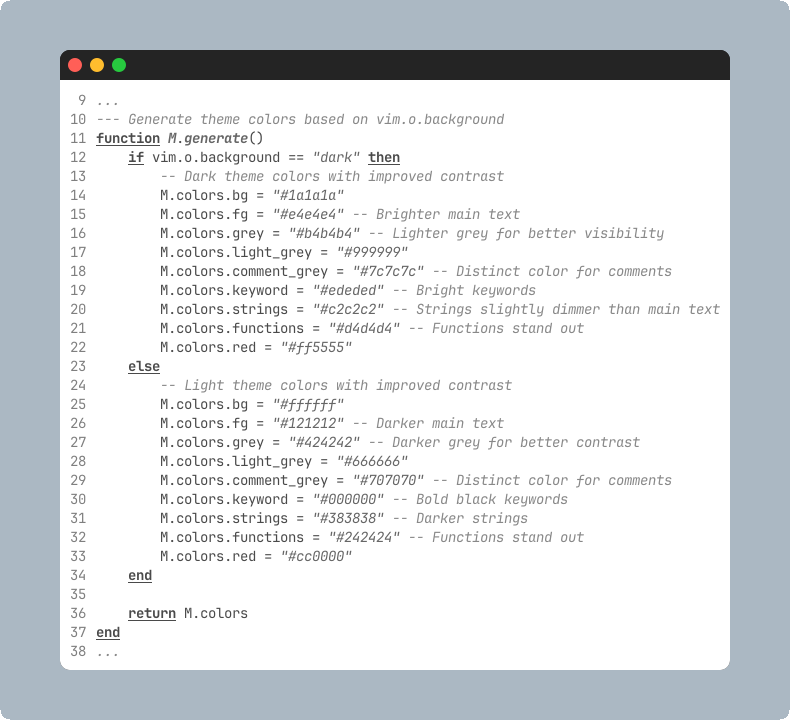 9 ...
10 --- Generate theme colors based on vim.o.background
11 function M.generate()
12     if vim.o.background == "dark" then
13         -- Dark theme colors with improved contrast
14         M.colors.bg = "#1a1a1a"
15         M.colors.fg = "#e4e4e4" -- Brighter main text
16         M.colors.grey = "#b4b4b4" -- Lighter grey for better visibility
17         M.colors.light_grey = "#999999"
18         M.colors.comment_grey = "#7c7c7c" -- Distinct color for comments
19         M.colors.keyword = "#ededed" -- Bright keywords
20         M.colors.strings = "#c2c2c2" -- Strings slightly dimmer than main text
21         M.colors.functions = "#d4d4d4" -- Functions stand out
22         M.colors.red = "#ff5555"
23     else
24         -- Light theme colors with improved contrast
25         M.colors.bg = "#ffffff"
26         M.colors.fg = "#121212" -- Darker main text
27         M.colors.grey = "#424242" -- Darker grey for better contrast
28         M.colors.light_grey = "#666666"
29         M.colors.comment_grey = "#707070" -- Distinct color for comments
30         M.colors.keyword = "#000000" -- Bold black keywords
31         M.colors.strings = "#383838" -- Darker strings
32         M.colors.functions = "#242424" -- Functions stand out
33         M.colors.red = "#cc0000"
34     end
35
36     return M.colors
37 end
38 ...